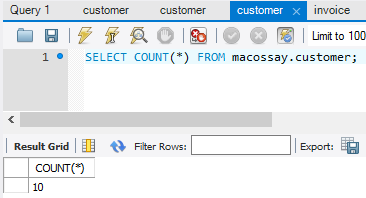 Query 1 customer customer customer × invoice
Limit to 100
1 SELECT COUNT(*) FROM macossay.customer;
Result Grid Filter Rows: Export:
COUNT(*)
10